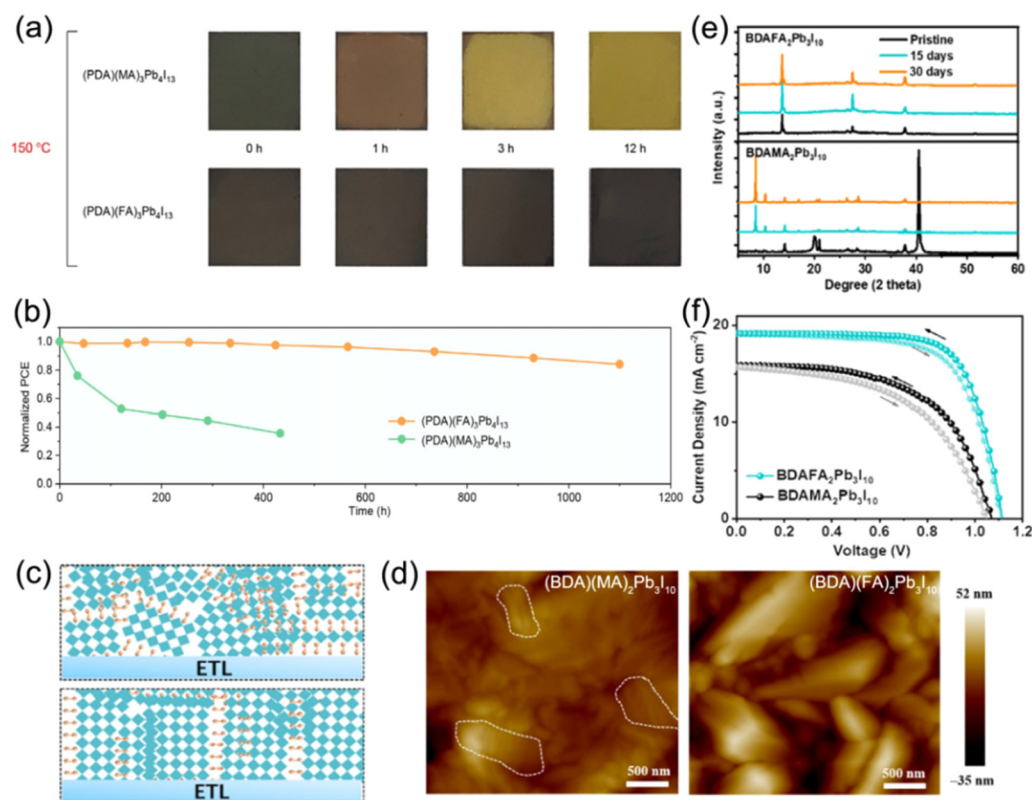 (a)
(PDA)(MA)₃Pb₄I₁₃
150 °C
0 h
1 h
3 h
12 h
(PDA)(FA)₃Pb₄I₁₃
(e)
BDAFA₂Pb₃I₁₀
Pristine
15 days
30 days
BDAMA₂Pb₃I₁₀
Intensity (a.u.)
10
20
30
40
50
60
Degree (2 theta)
(b)
Normalized PCE
1.0
0.8
0.6
0.4
0.2
0.0
(PDA)(FA)₃Pb₄I₁₃
(PDA)(MA)₃Pb₄I₁₃
0
200
400
600
800
1000
1200
Time (h)
(f)
Current Density (mA cm⁻²)
20
10
0
BDAFA₂Pb₃I₁₀
BDAMA₂Pb₃I₁₀
0.0
0.2
0.4
0.6
0.8
1.0
1.2
Voltage (V)
(c)
ETL
ETL
(d)
(BDA)(MA)₂Pb₃I₁₀
500 nm
(BDA)(FA)₂Pb₃I₁₀
500 nm
52 nm
−35 nm